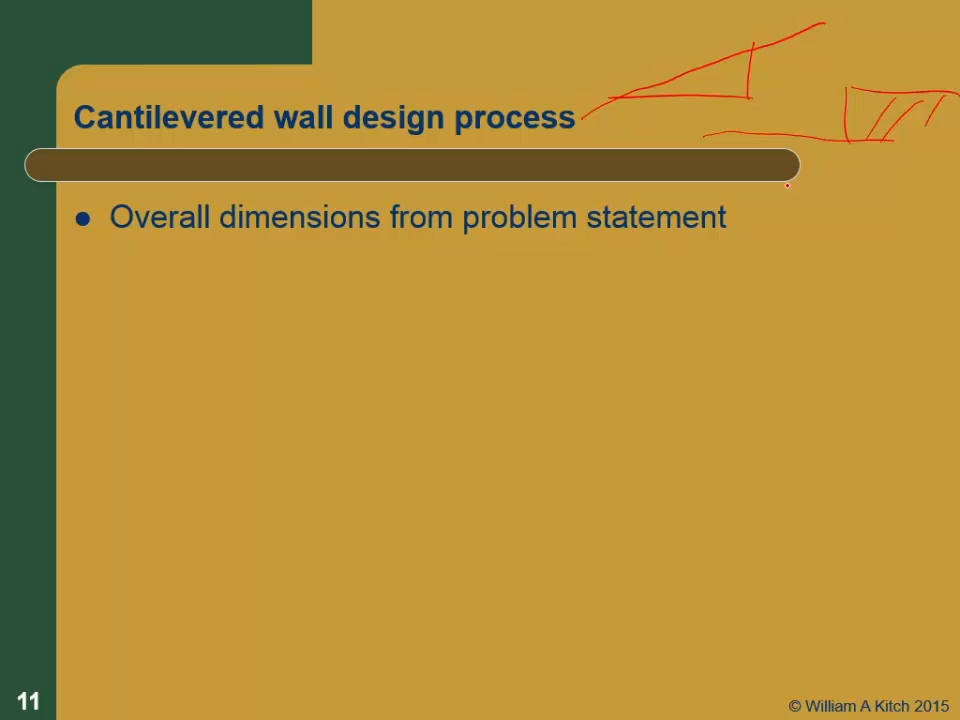 Cantilevered wall design process
Overall dimensions from problem statement
11
© William A Kitch 2015